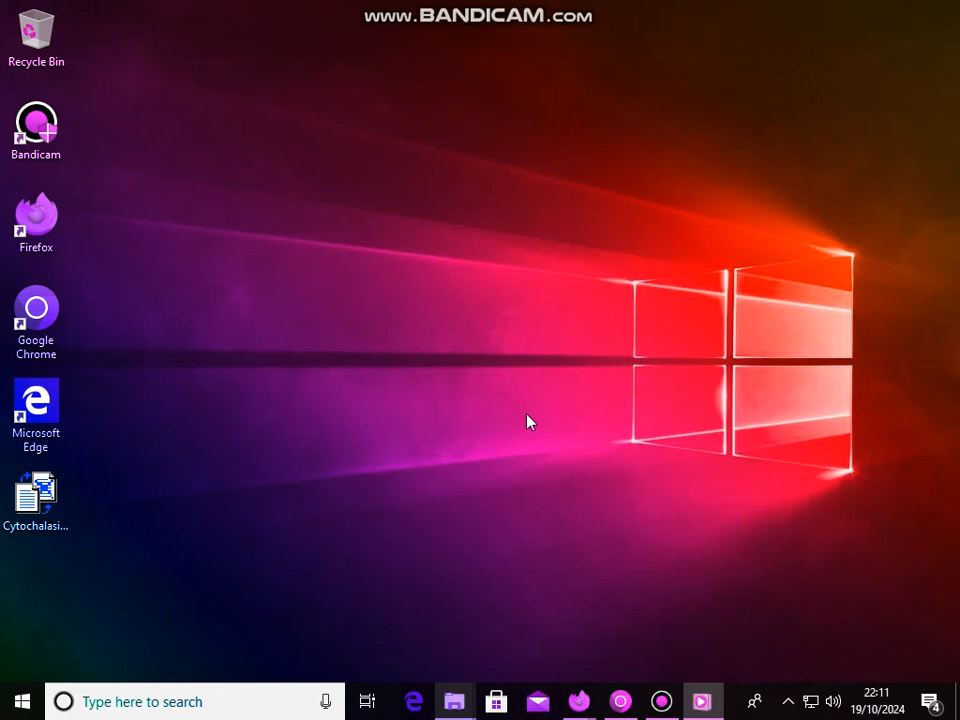 www.BANDICAM.com
Recycle Bin
Bandicam
Firefox
Google
Chrome
Microsoft
Edge
Cytochalasi...
Type here to search
22:11
19/10/2024
4